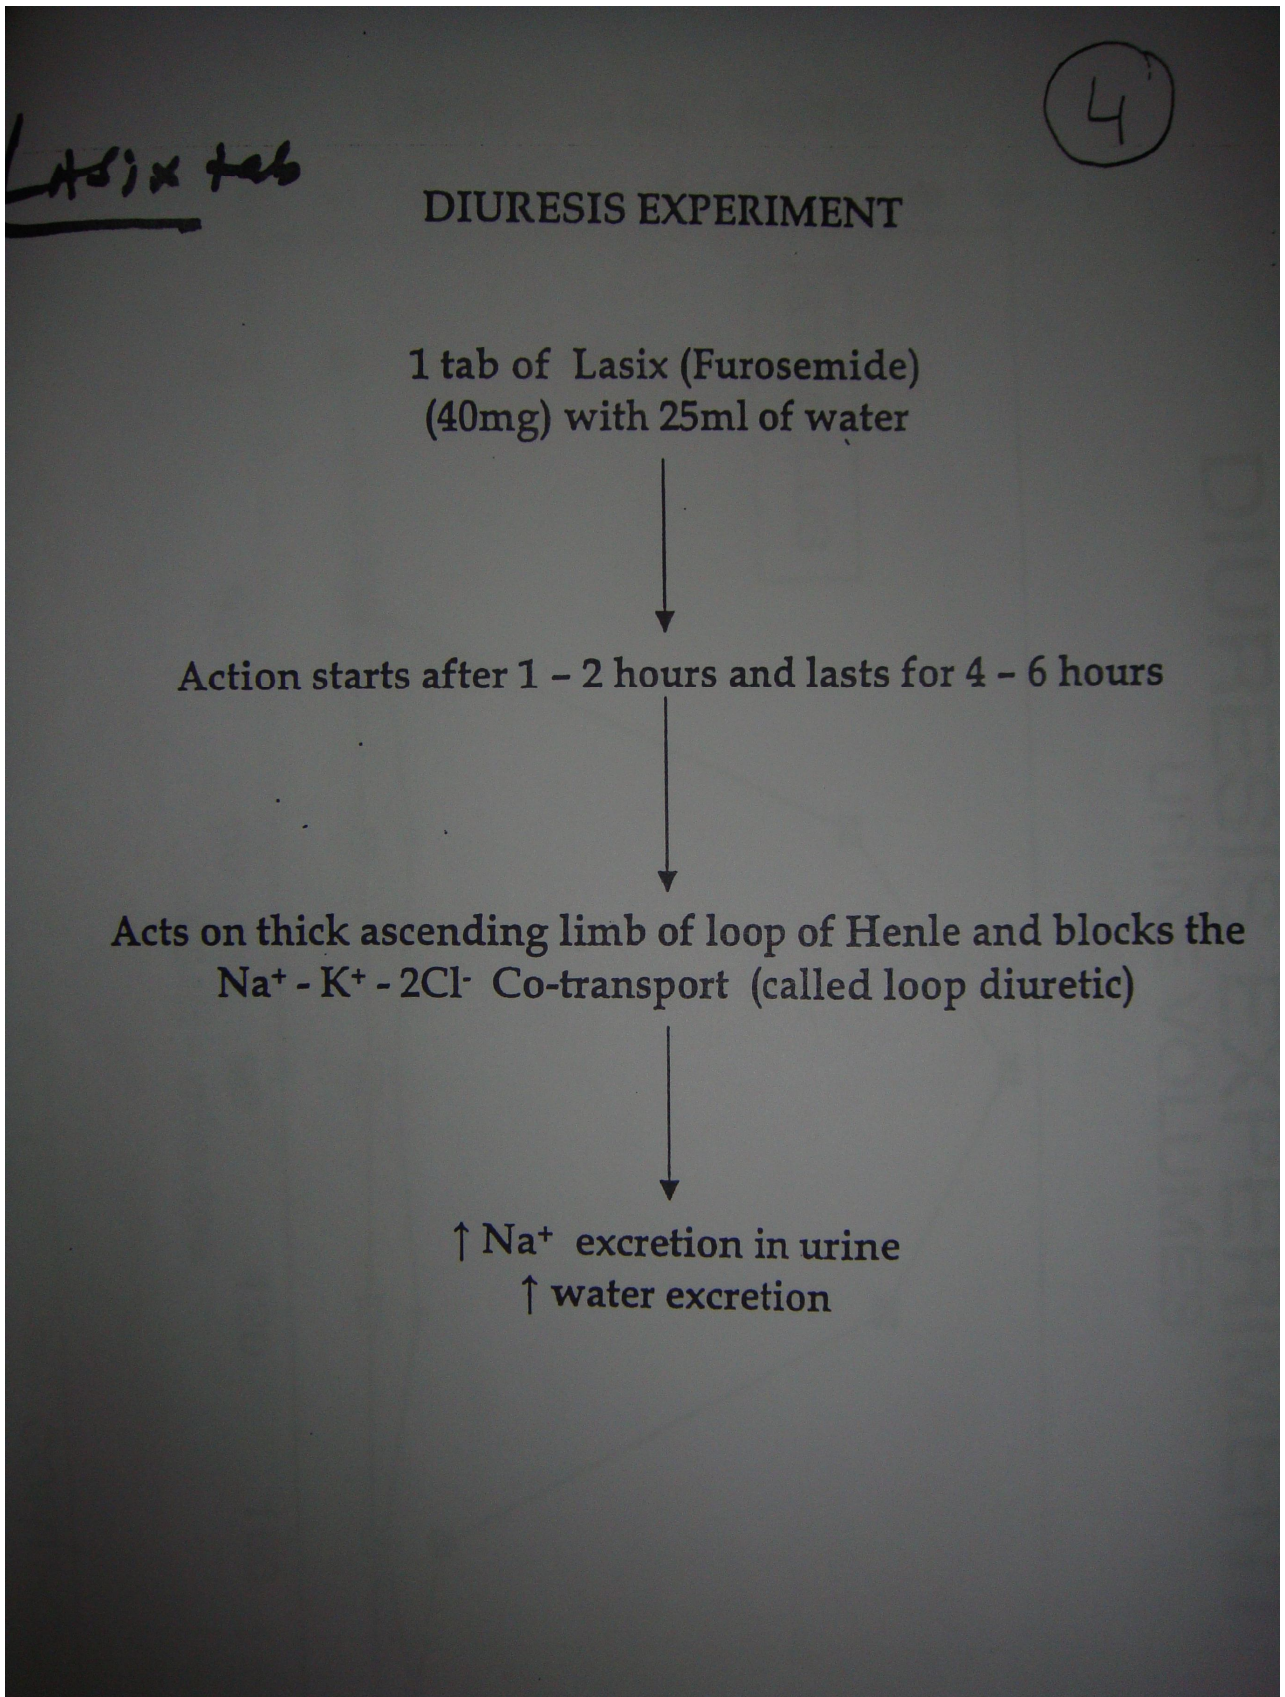 4
Lasix tab
DIURESIS EXPERIMENT
1 tab of Lasix (Furosemide)
(40mg) with 25ml of water
Action starts after 1 – 2 hours and lasts for 4 – 6 hours
Acts on thick ascending limb of loop of Henle and blocks the
Na⁺ - K⁺ - 2Cl⁻ Co-transport (called loop diuretic)
↑ Na⁺ excretion in urine
↑ water excretion